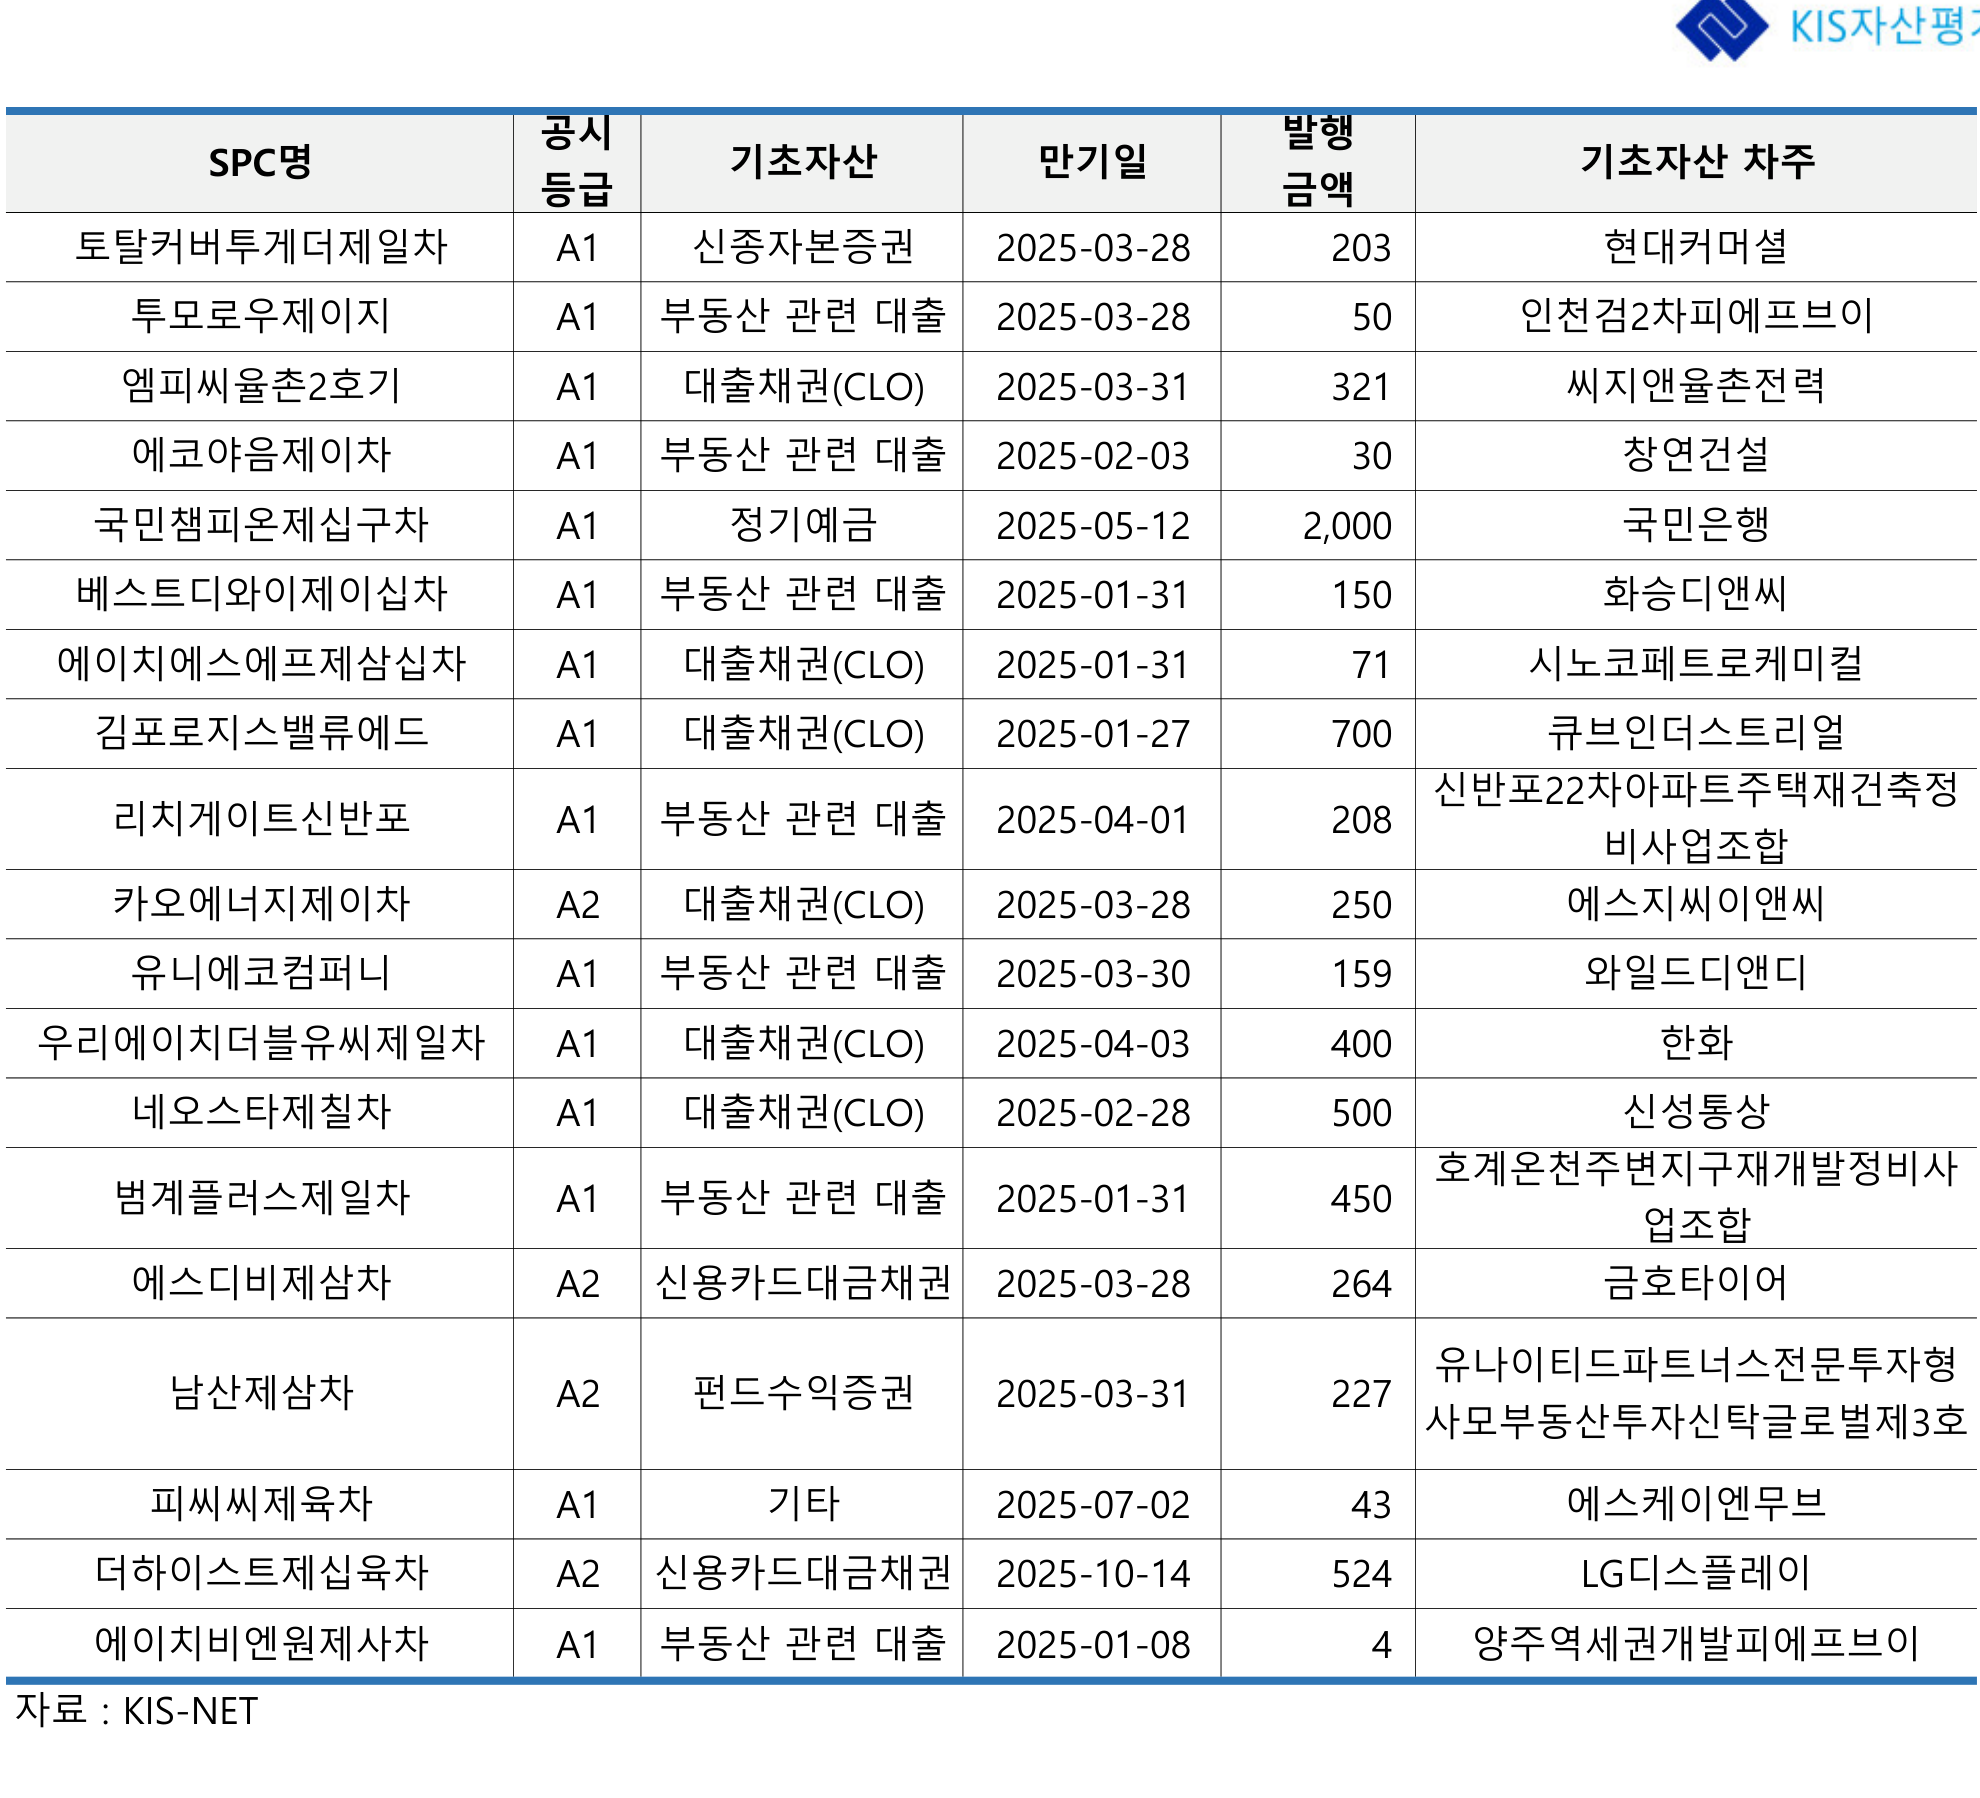 KIS자산평가
SPC명 공시등급 기초자산 만기일 발행금액 기초자산 차주
토탈커버투게더제일차 A1 신종자본증권 2025-03-28 203 현대커머셜
투모로우제이지 A1 부동산 관련 대출 2025-03-28 50 인천검2차피에프브이
엠피씨율촌2호기 A1 대출채권(CLO) 2025-03-31 321 씨지앤율촌전력
에코야음제이차 A1 부동산 관련 대출 2025-02-03 30 창연건설
국민챔피온제십구차 A1 정기예금 2025-05-12 2,000 국민은행
베스트디와이제이십차 A1 부동산 관련 대출 2025-01-31 150 화승디앤씨
에이치에스에프제삼십차 A1 대출채권(CLO) 2025-01-31 71 시노코페트로케미컬
김포로지스밸류에드 A1 대출채권(CLO) 2025-01-27 700 큐브인더스트리얼
리치게이트신반포 A1 부동산 관련 대출 2025-04-01 208 신반포22차아파트주택재건축정비사업조합
카오에너지제이차 A2 대출채권(CLO) 2025-03-28 250 에스지씨이앤씨
유니에코컴퍼니 A1 부동산 관련 대출 2025-03-30 159 와일드디앤디
우리에이치더블유씨제일차 A1 대출채권(CLO) 2025-04-03 400 한화
네오스타제칠차 A1 대출채권(CLO) 2025-02-28 500 신성통상
범계플러스제일차 A1 부동산 관련 대출 2025-01-31 450 호계온천주변지구재개발정비사업조합
에스디비제삼차 A2 신용카드대금채권 2025-03-28 264 금호타이어
남산제삼차 A2 펀드수익증권 2025-03-31 227 유나이티드파트너스전문투자형사모부동산투자신탁글로벌제3호
피씨씨제육차 A1 기타 2025-07-02 43 에스케이엔무브
더하이스트제십육차 A2 신용카드대금채권 2025-10-14 524 LG디스플레이
에이치비엔원제사차 A1 부동산 관련 대출 2025-01-08 4 양주역세권개발피에프브이
자료 : KIS-NET